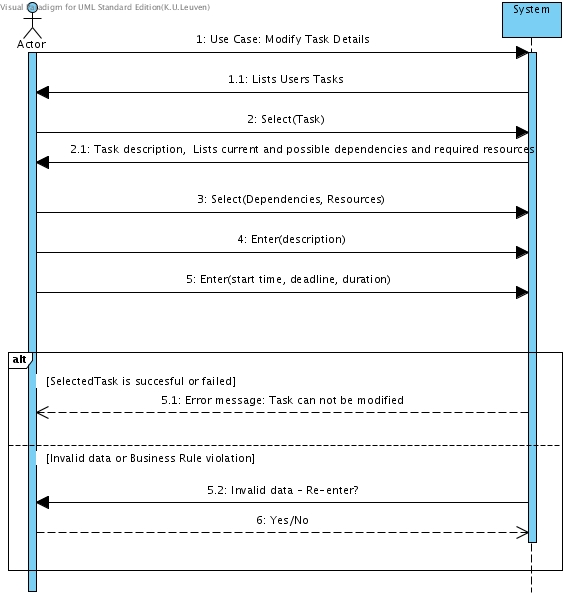 Visual Paradigm for UML Standard Edition(K.U.Leuven)
System
Actor
1: Use Case: Modify Task Details
1.1: Lists Users Tasks
2: Select(Task)
2.1: Task description, Lists current and possible dependencies and required resources
3: Select(Dependencies, Resources)
4: Enter(description)
5: Enter(start time, deadline, duration)
alt
[SelectedTask is succesful or failed]
5.1: Error message: Task can not be modified
[Invalid data or Business Rule violation]
5.2: Invalid data - Re-enter?
6: Yes/No